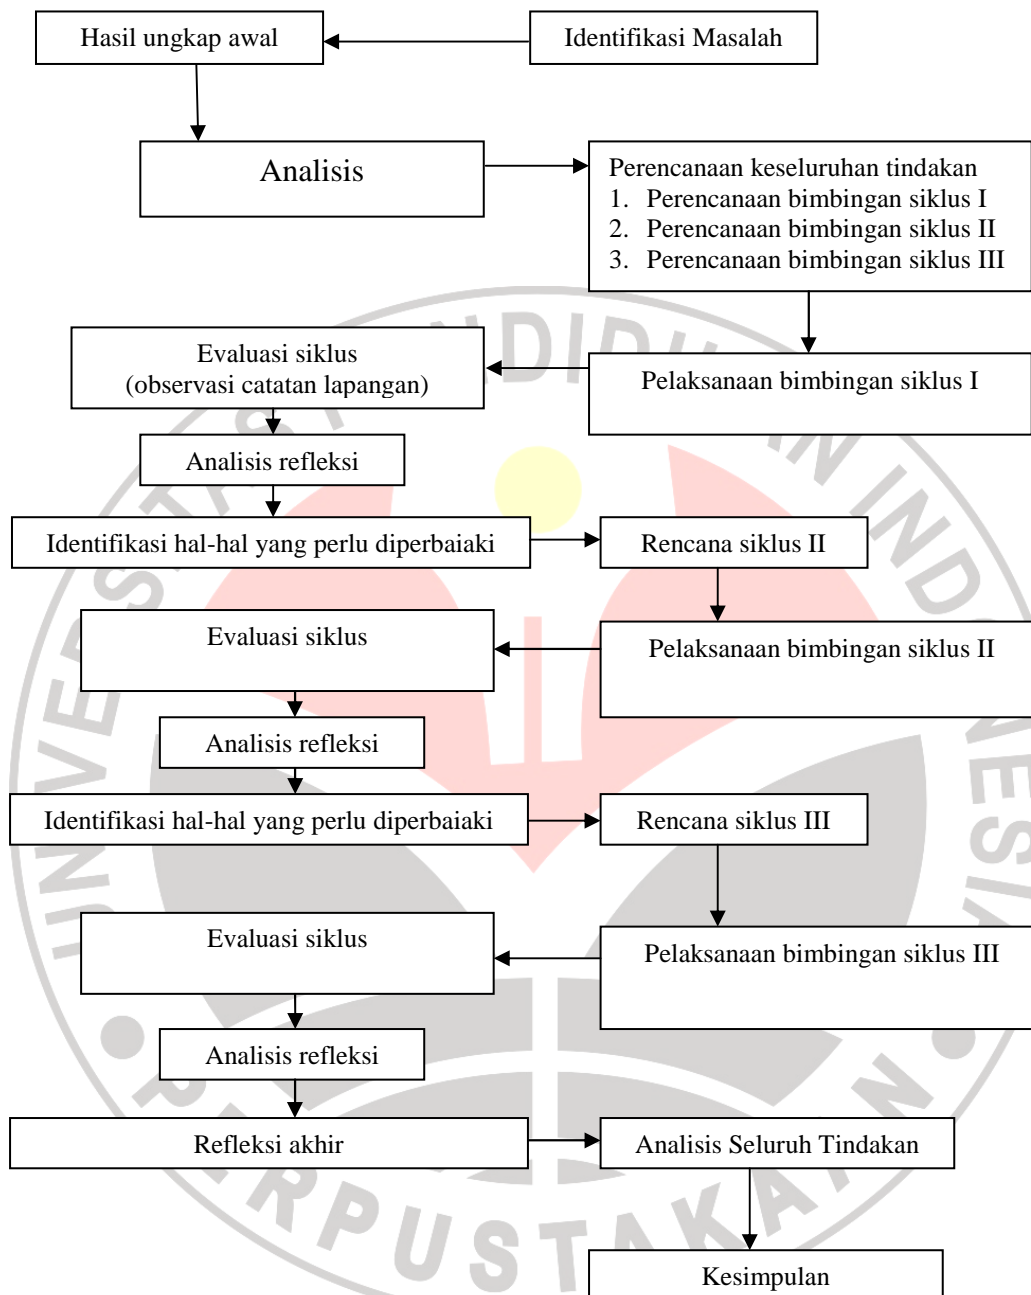 Hasil ungkap awal
Identifikasi Masalah
Analisis
Perencanaan keseluruhan tindakan
1. Perencanaan bimbingan siklus I
2. Perencanaan bimbingan siklus II
3. Perencanaan bimbingan siklus III
Evaluasi siklus
(observasi catatan lapangan)
Pelaksanaan bimbingan siklus I
Analisis refleksi
Identifikasi hal-hal yang perlu diperbaiaki
Rencana siklus II
Evaluasi siklus
Pelaksanaan bimbingan siklus II
Analisis refleksi
Identifikasi hal-hal yang perlu diperbaiaki
Rencana siklus III
Evaluasi siklus
Pelaksanaan bimbingan siklus III
Analisis refleksi
Refleksi akhir
Analisis Seluruh Tindakan
Kesimpulan
PERPUSTAKAAN